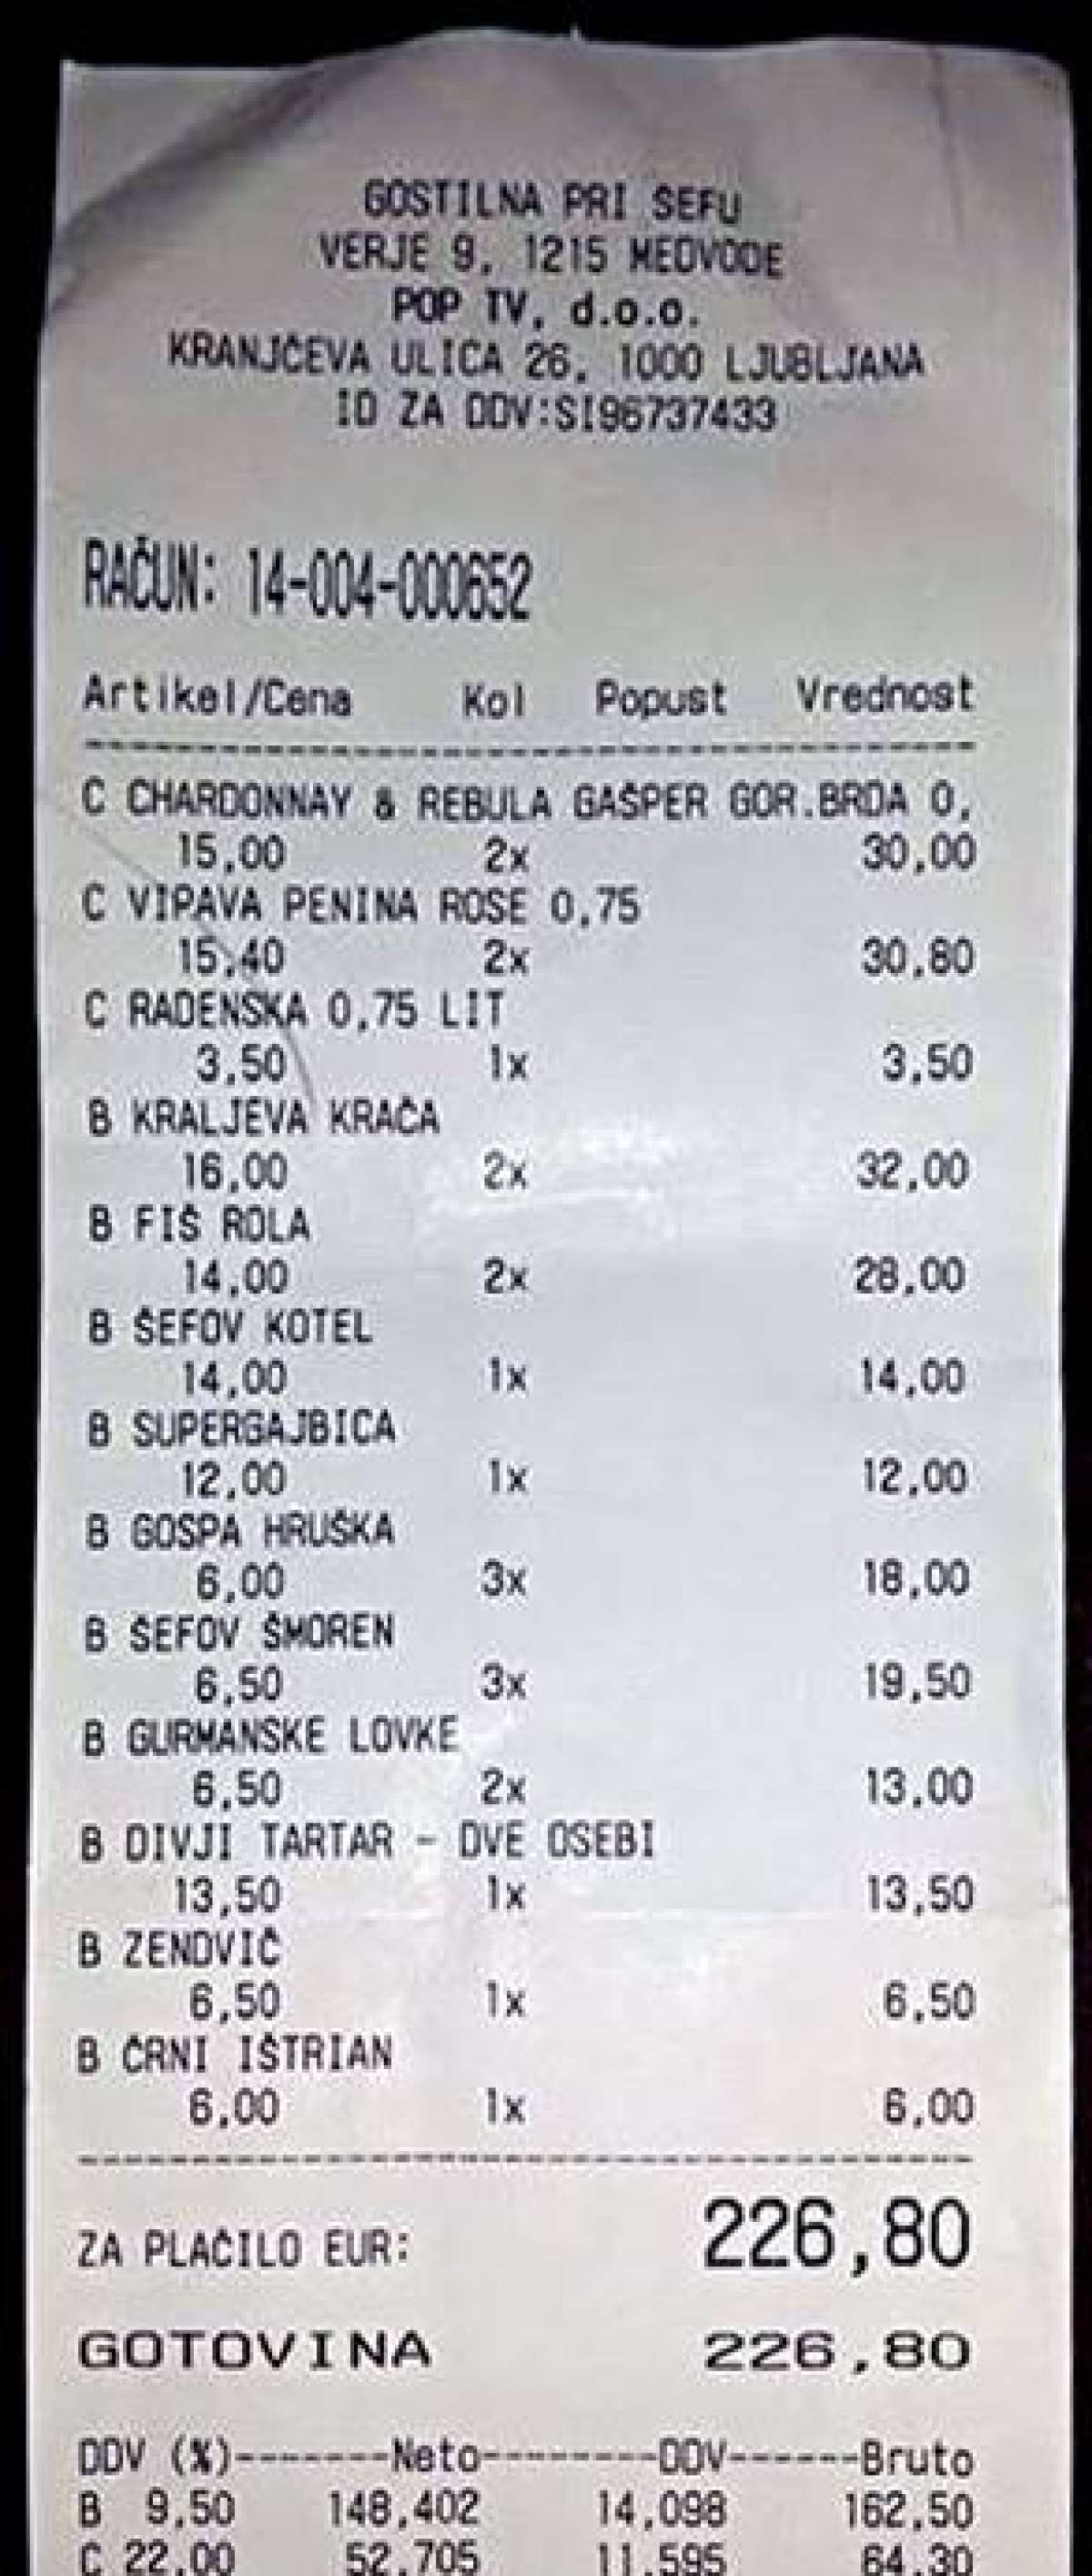 GOSTILNA PRI ŠEFU
VERJE 9, 1215 MEDVODE
POP TV, d.o.o.
KRANJČEVA ULICA 26, 1000 LJUBLJANA
ID ZA DDV:SI96737433
RAČUN: 14-004-000652
Artikel/Cena Kol Popust Vrednost
C CHARDONNAY & REBULA GAŠPER GOR.BRDA 0,
15,00 2x 30,00
C VIPAVA PENINA ROSE 0,75
15,40 2x 30,80
C RADENSKA 0,75 LIT
3,50 1x 3,50
B KRALJEVA KRAČA
16,00 2x 32,00
B FIŠ ROLA
14,00 2x 28,00
B ŠEFOV KOTEL
14,00 1x 14,00
B SUPERGAJBICA
12,00 1x 12,00
B GOSPA HRUŠKA
6,00 3x 18,00
B ŠEFOV ŠMOREN
6,50 3x 19,50
B GURMANSKE LOVKE
6,50 2x 13,00
B DIVJI TARTAR - DVE OSEBI
13,50 1x 13,50
B ZENDVIČ
6,50 1x 6,50
B ČRNI IŠTRIAN
6,00 1x 6,00
ZA PLAČILO EUR: 226,80
GOTOVINA 226,80
DDV (%)-------Neto--------DDV------Bruto
B 9,50 148,402 14,098 162,50
C 22,00 52,705 11,595 64,30